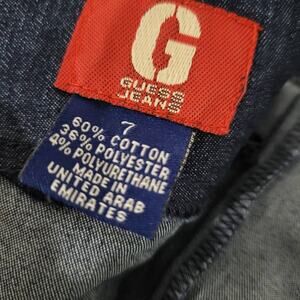 G
GUESS
JEANS
7
60% COTTON
36% POLYESTER
4% POLYURETHANE
MADE IN
UNITED ARAB
EMIRATES